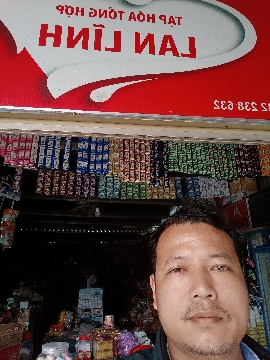 TẠP HÓA TỔNG HỢP
LAN LĨNH
2 238 632